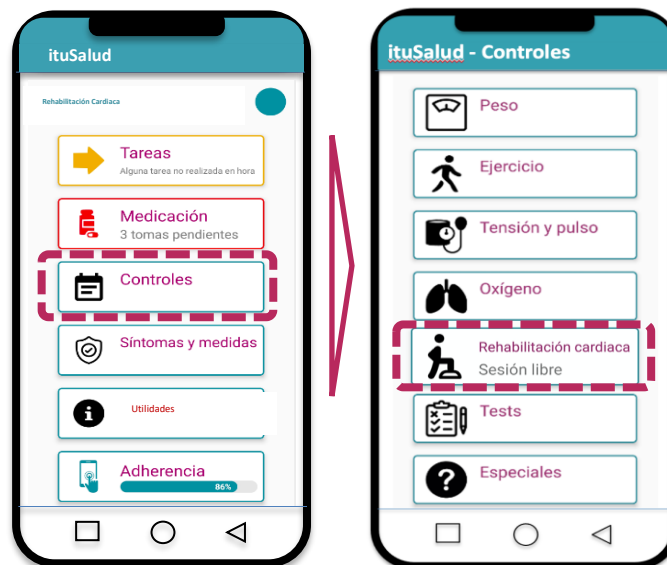 ituSalud
Rehabilitación Cardiaca
Tareas
Alguna tarea no realizada en hora
Medicación
3 tomas pendientes
Controles
Síntomas y medidas
Utilidades
Adherencia
86%
ituSalud - Controles
Peso
Ejercicio
Tensión y pulso
Oxígeno
Rehabilitación cardiaca
Sesión libre
Tests
Especiales